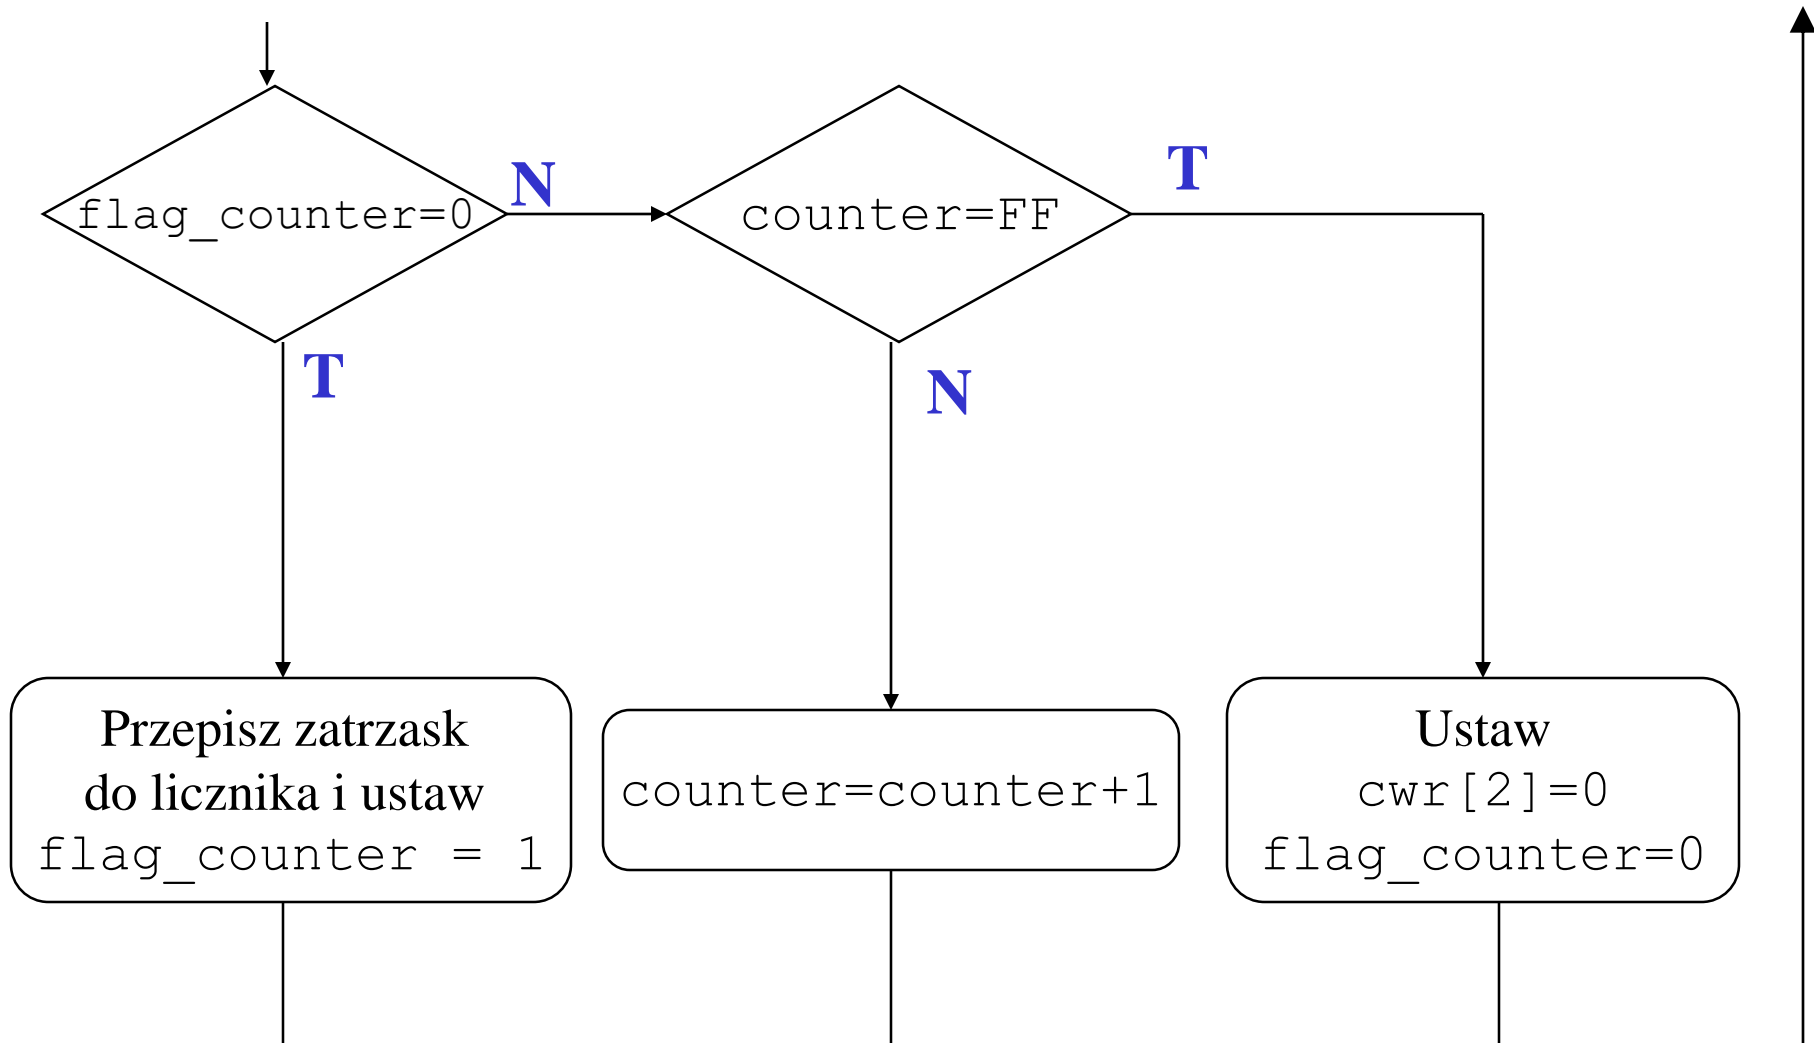 flag_counter=0
N
counter=FF
T
T
N
Przepisz zatrzask
do licznika i ustaw
flag_counter = 1
counter=counter+1
Ustaw
cwr[2]=0
flag_counter=0